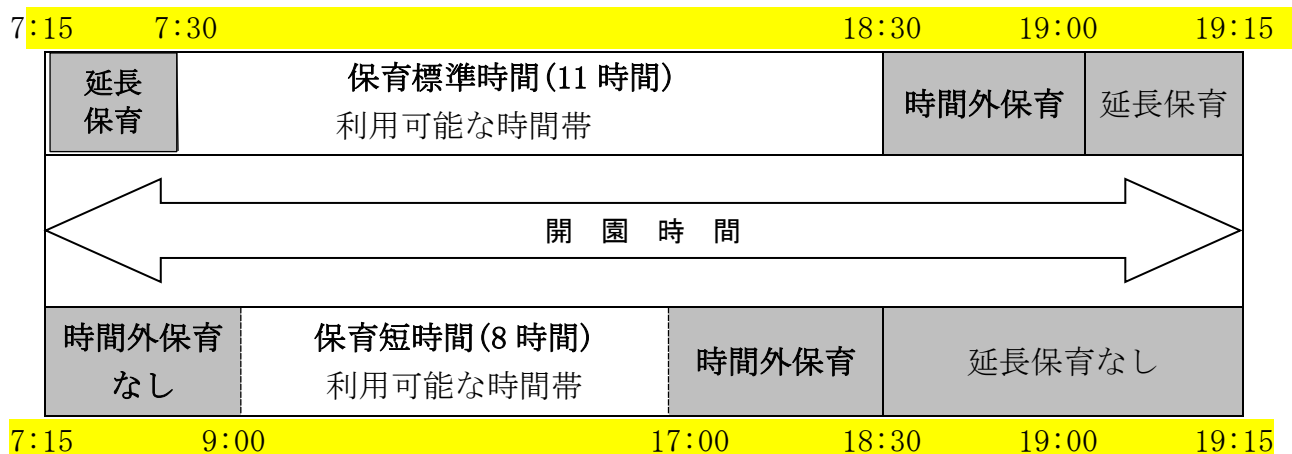 7:15 7:30 18:30 19:00 19:15
延長
保育
保育標準時間(11 時間)
利用可能な時間帯
時間外保育
延長保育
開 園 時 間
時間外保育
なし
保育短時間(8 時間)
利用可能な時間帯
時間外保育
延長保育なし
7:15 9:00 17:00 18:30 19:00 19:15